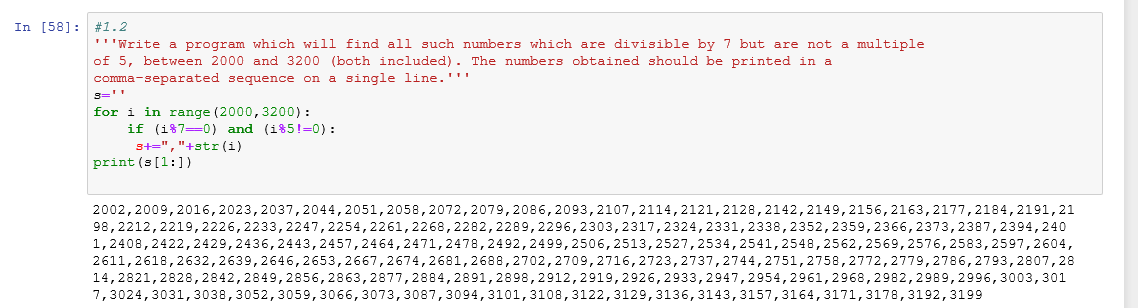 In [58]: #1.2
'''Write a program which will find all such numbers which are divisible by 7 but are not a multiple
of 5, between 2000 and 3200 (both included). The numbers obtained should be printed in a
comma-separated sequence on a single line.'''
s=''
for i in range(2000,3200):
    if (i%7==0) and (i%5!=0):
     s+=","+str(i)
print(s[1:])
2002,2009,2016,2023,2037,2044,2051,2058,2072,2079,2086,2093,2107,2114,2121,2128,2142,2149,2156,2163,2177,2184,2191,21
98,2212,2219,2226,2233,2247,2254,2261,2268,2282,2289,2296,2303,2317,2324,2331,2338,2352,2359,2366,2373,2387,2394,240
1,2408,2422,2429,2436,2443,2457,2464,2471,2478,2492,2499,2506,2513,2527,2534,2541,2548,2562,2569,2576,2583,2597,2604,
2611,2618,2632,2639,2646,2653,2667,2674,2681,2688,2702,2709,2716,2723,2737,2744,2751,2758,2772,2779,2786,2793,2807,28
14,2821,2828,2842,2849,2856,2863,2877,2884,2891,2898,2912,2919,2926,2933,2947,2954,2961,2968,2982,2989,2996,3003,301
7,3024,3031,3038,3052,3059,3066,3073,3087,3094,3101,3108,3122,3129,3136,3143,3157,3164,3171,3178,3192,3199